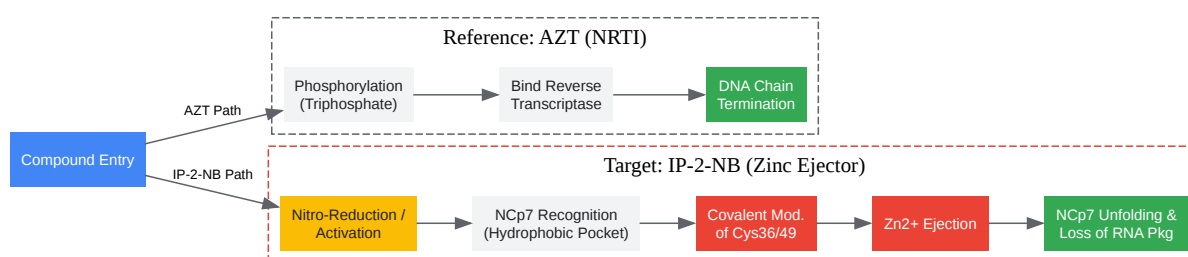 Reference: AZT (NRTI)
Phosphorylation
(Triphosphate)
Bind Reverse
Transcriptase
DNA Chain
Termination
AZT Path
Compound Entry
IP-2-NB Path
Target: IP-2-NB (Zinc Ejector)
Nitro-Reduction /
Activation
NCp7 Recognition
(Hydrophobic Pocket)
Covalent Mod.
of Cys36/49
Zn2+ Ejection
NCp7 Unfolding &
Loss of RNA Pkg